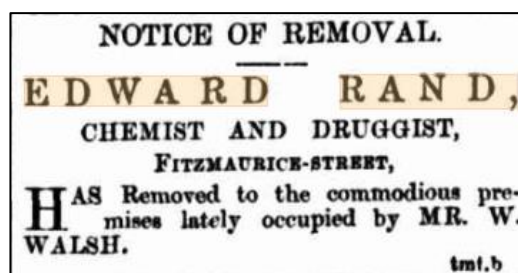 NOTICE OF REMOVAL.
EDWARD RAND,
CHEMIST AND DRUGGIST,
FITZMAURICE-STREET,
HAS Removed to the commodious pre-
mises lately occupied by MR. W.
WALSH.
tmf.b